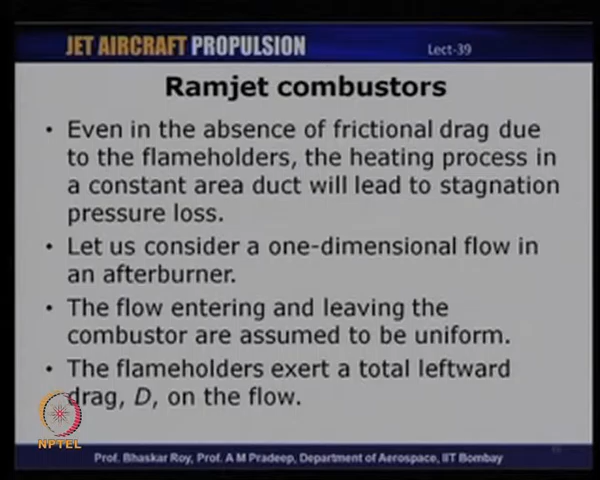 JET AIRCRAFT PROPULSION
Lect-39
Ramjet combustors
• Even in the absence of frictional drag due
to the flameholders, the heating process in
a constant area duct will lead to stagnation
pressure loss.
• Let us consider a one-dimensional flow in
an afterburner.
• The flow entering and leaving the
combustor are assumed to be uniform.
• The flameholders exert a total leftward
drag, D, on the flow.
NPTEL
Prof. Bhaskar Roy, Prof. A M Pradeep, Department of Aerospace, IIT Bombay